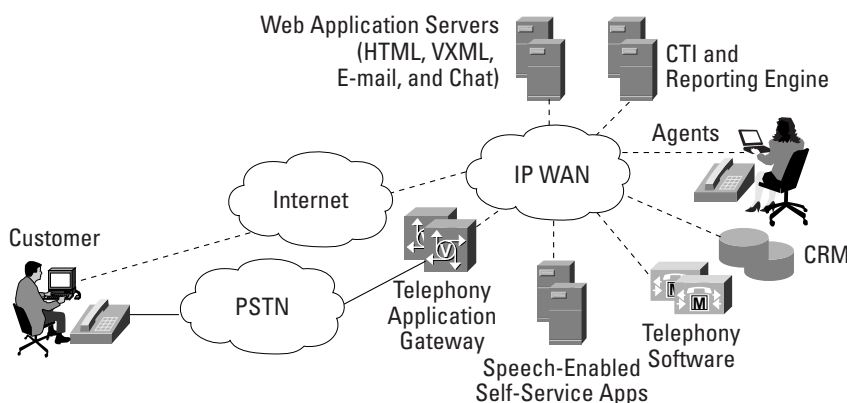 Web Application Servers
(HTML, VXML,
E-mail, and Chat)
CTI and
Reporting Engine
Agents
IP WAN
Internet
Customer
PSTN
V
Telephony
Application
Gateway
CRM
M
Telephony
Software
Speech-Enabled
Self-Service Apps